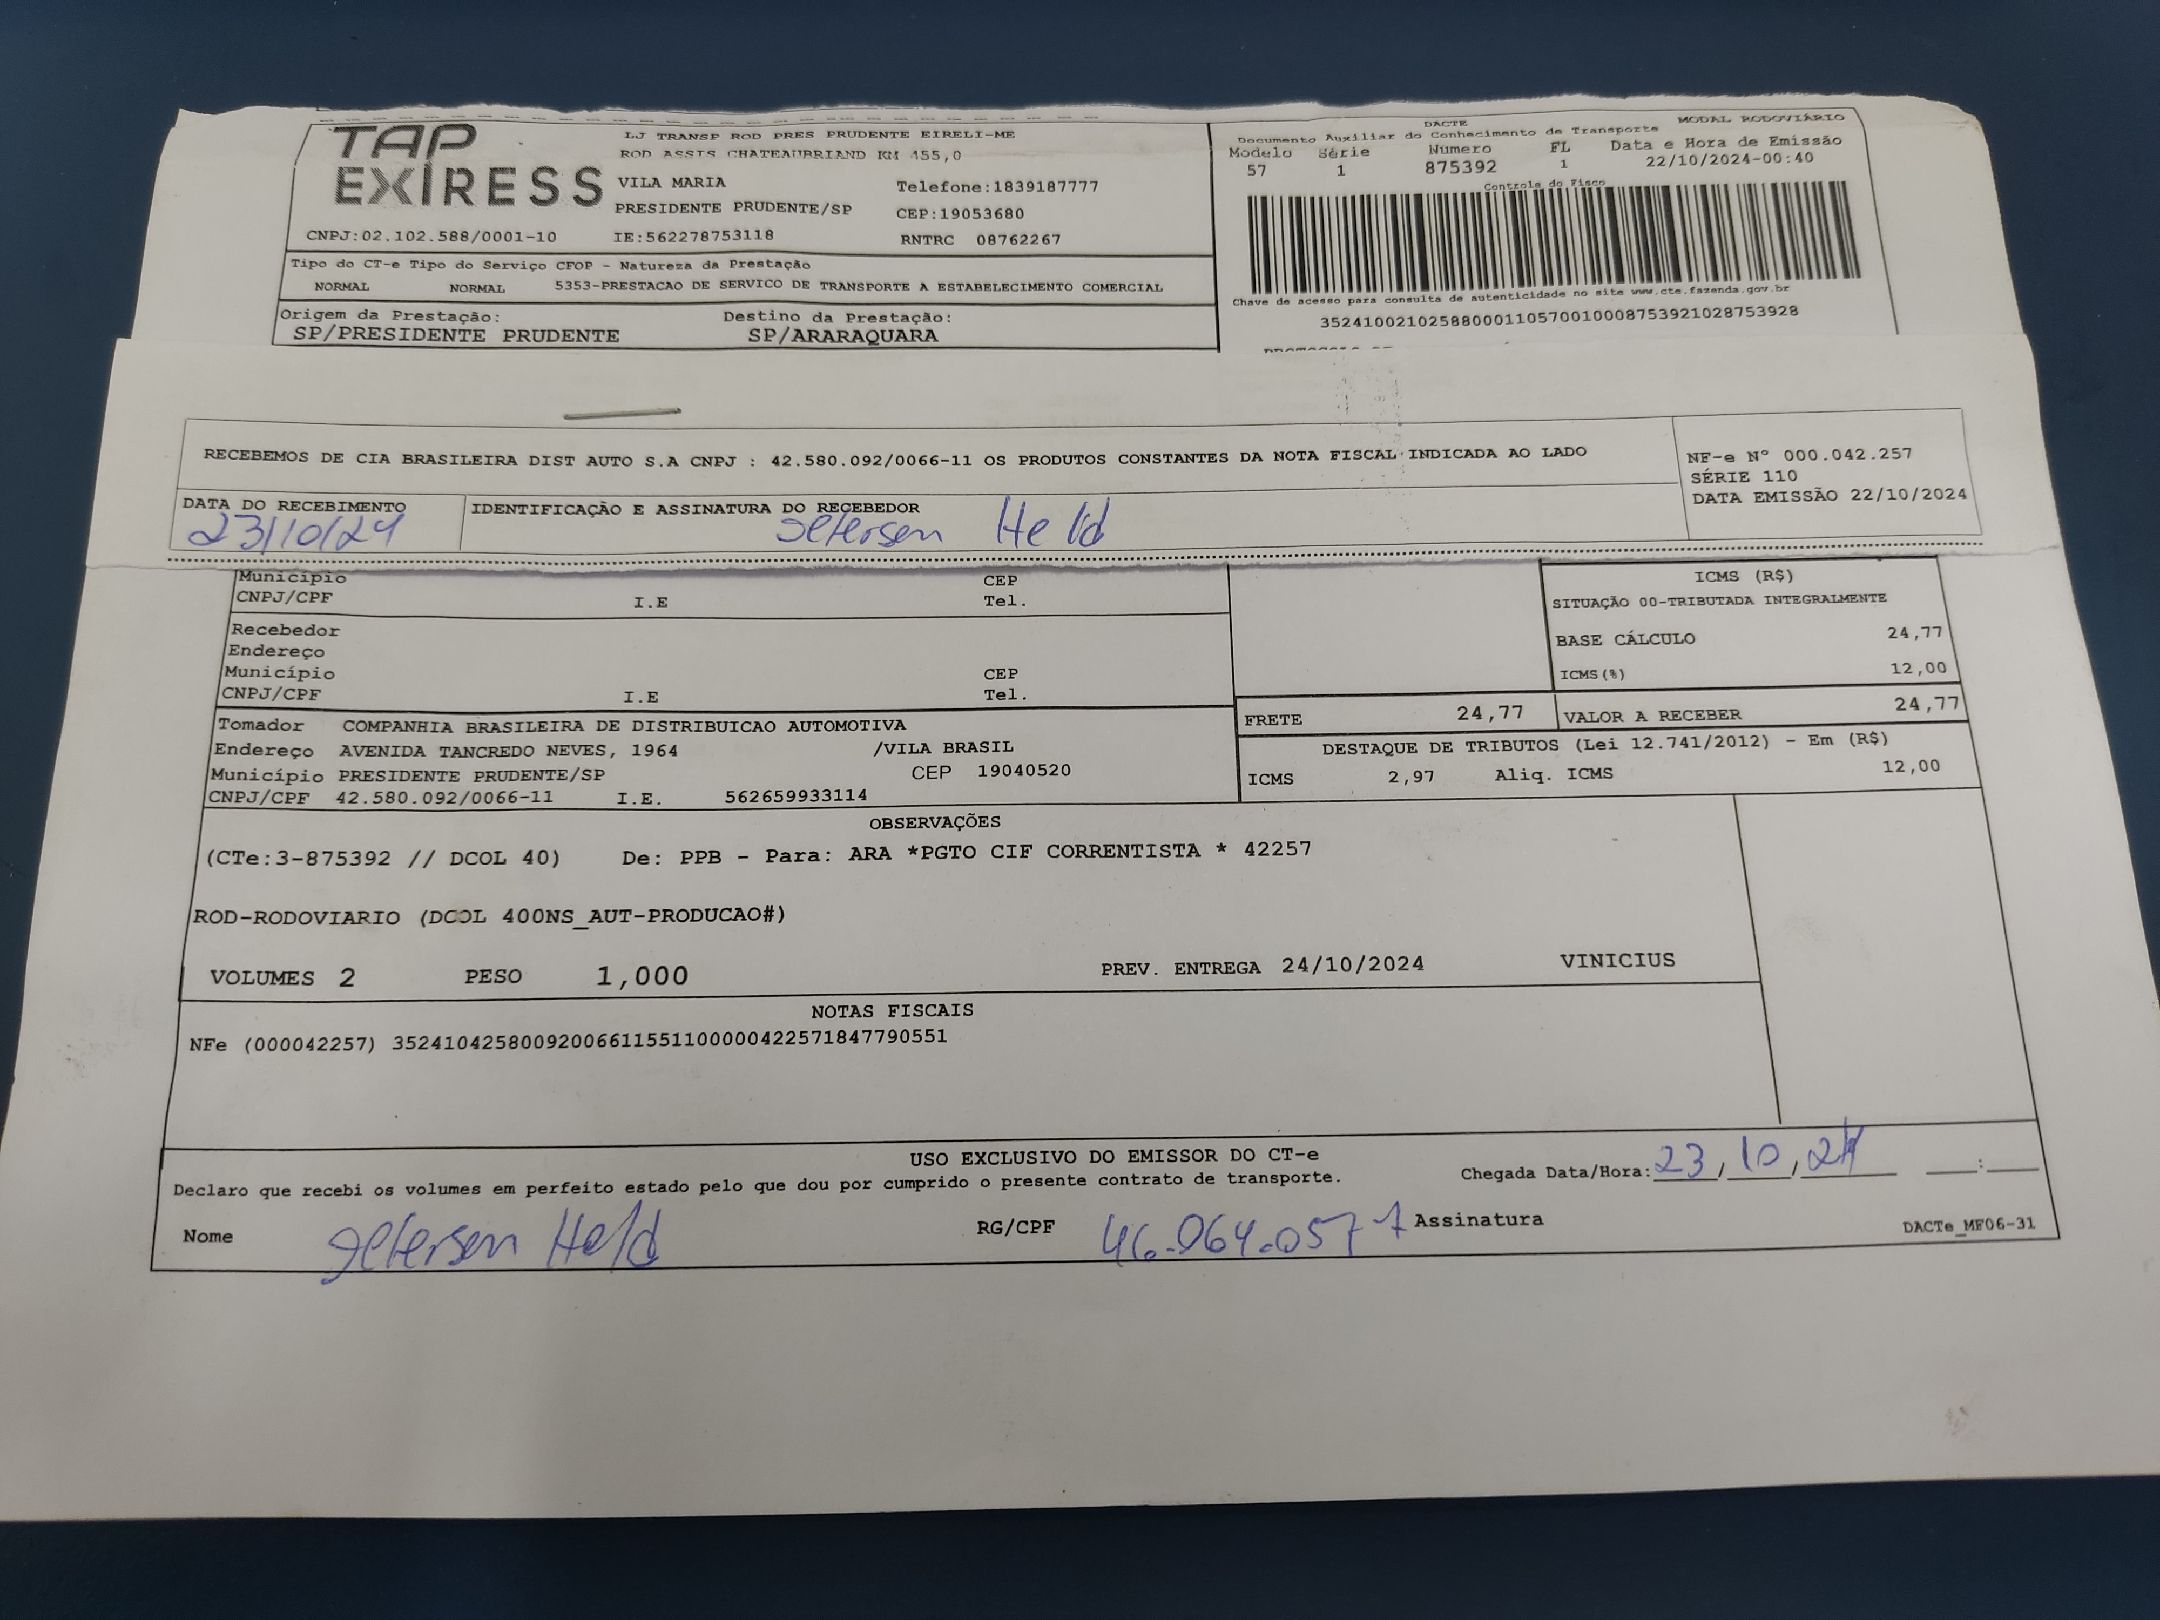 TAP
EXIRESS
LJ TRANSP ROD PRES PRUDENTE EIRELI-ME
ROD ASSIS CHATEAUBRIAND KM 455,0
VILA MARIA Telefone:1839187777
PRESIDENTE PRUDENTE/SP CEP:19053680
CNPJ:02.102.588/0001-10 IE:562278753118 RNTRC 08762267
DACTE MODAL RODOVIÁRIO
Documento Auxiliar do Conhecimento de Transporte
Modelo Série Número FL Data e Hora de Emissão
57 1 875392 1 22/10/2024-00:40
Controle do Fisco
Chave de acesso para consulta de autenticidade no site www.cte.fazenda.gov.br
35241002102588000110570010008753921028753928
Tipo do CT-e Tipo do Serviço CFOP - Natureza da Prestação
NORMAL NORMAL 5353-PRESTACAO DE SERVICO DE TRANSPORTE A ESTABELECIMENTO COMERCIAL
Origem da Prestação: Destino da Prestação:
SP/PRESIDENTE PRUDENTE SP/ARARAQUARA
RECEBEMOS DE CIA BRASILEIRA DIST AUTO S.A CNPJ : 42.580.092/0066-11 OS PRODUTOS CONSTANTES DA NOTA FISCAL INDICADA AO LADO
NF-e Nº 000.042.257
SÉRIE 110
DATA EMISSÃO 22/10/2024
DATA DO RECEBIMENTO IDENTIFICAÇÃO E ASSINATURA DO RECEBEDOR
23/10/24 Jefersen Held
Município CEP
CNPJ/CPF I.E Tel.
Recebedor
Endereço
Município CEP
CNPJ/CPF I.E Tel.
ICMS (R$)
SITUAÇÃO 00-TRIBUTADA INTEGRALMENTE
BASE CÁLCULO 24,77
ICMS(%) 12,00
FRETE 24,77 VALOR A RECEBER 24,77
Tomador COMPANHIA BRASILEIRA DE DISTRIBUICAO AUTOMOTIVA
Endereço AVENIDA TANCREDO NEVES, 1964 /VILA BRASIL
Município PRESIDENTE PRUDENTE/SP CEP 19040520
CNPJ/CPF 42.580.092/0066-11 I.E. 562659933114
DESTAQUE DE TRIBUTOS (Lei 12.741/2012) - Em (R$)
ICMS 2,97 Aliq. ICMS 12,00
OBSERVAÇÕES
(CTe:3-875392 // DCOL 40) De: PPB - Para: ARA *PGTO CIF CORRENTISTA * 42257
ROD-RODOVIARIO (DCOL 400NS_AUT-PRODUCAO#)
VOLUMES 2 PESO 1,000 PREV. ENTREGA 24/10/2024 VINICIUS
NOTAS FISCAIS
NFe (000042257) 35241042580092006611551100000422571847790551
USO EXCLUSIVO DO EMISSOR DO CT-e
Declaro que recebi os volumes em perfeito estado pelo que dou por cumprido o presente contrato de transporte. Chegada Data/Hora: 23/10/24 :
Nome Jefersen Held RG/CPF 46.064.057-7 Assinatura DACTe_MF06-31